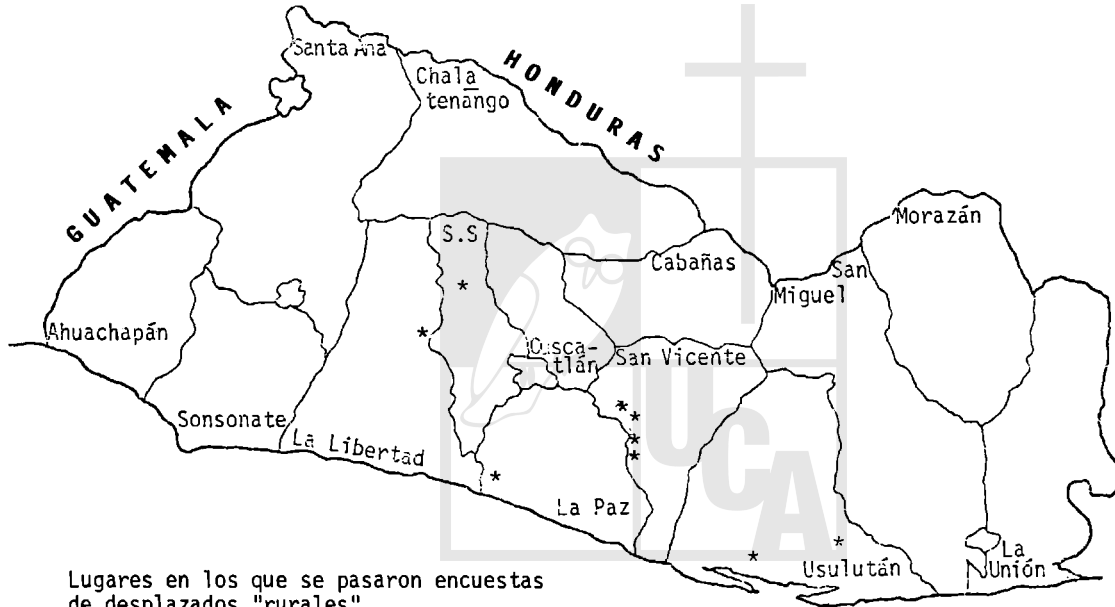 Santa Ana
Chala
tenango
HONDURAS
GUATEMALA
Morazán
S.S
Cabañas
San
Miguel
Ahuachapán
Cusca-
tlán
San Vicente
Sonsonate
La Libertad
UCA
La Paz
Usulután
La
Unión
Lugares en los que se pasaron encuestas
de desplazados "rurales"